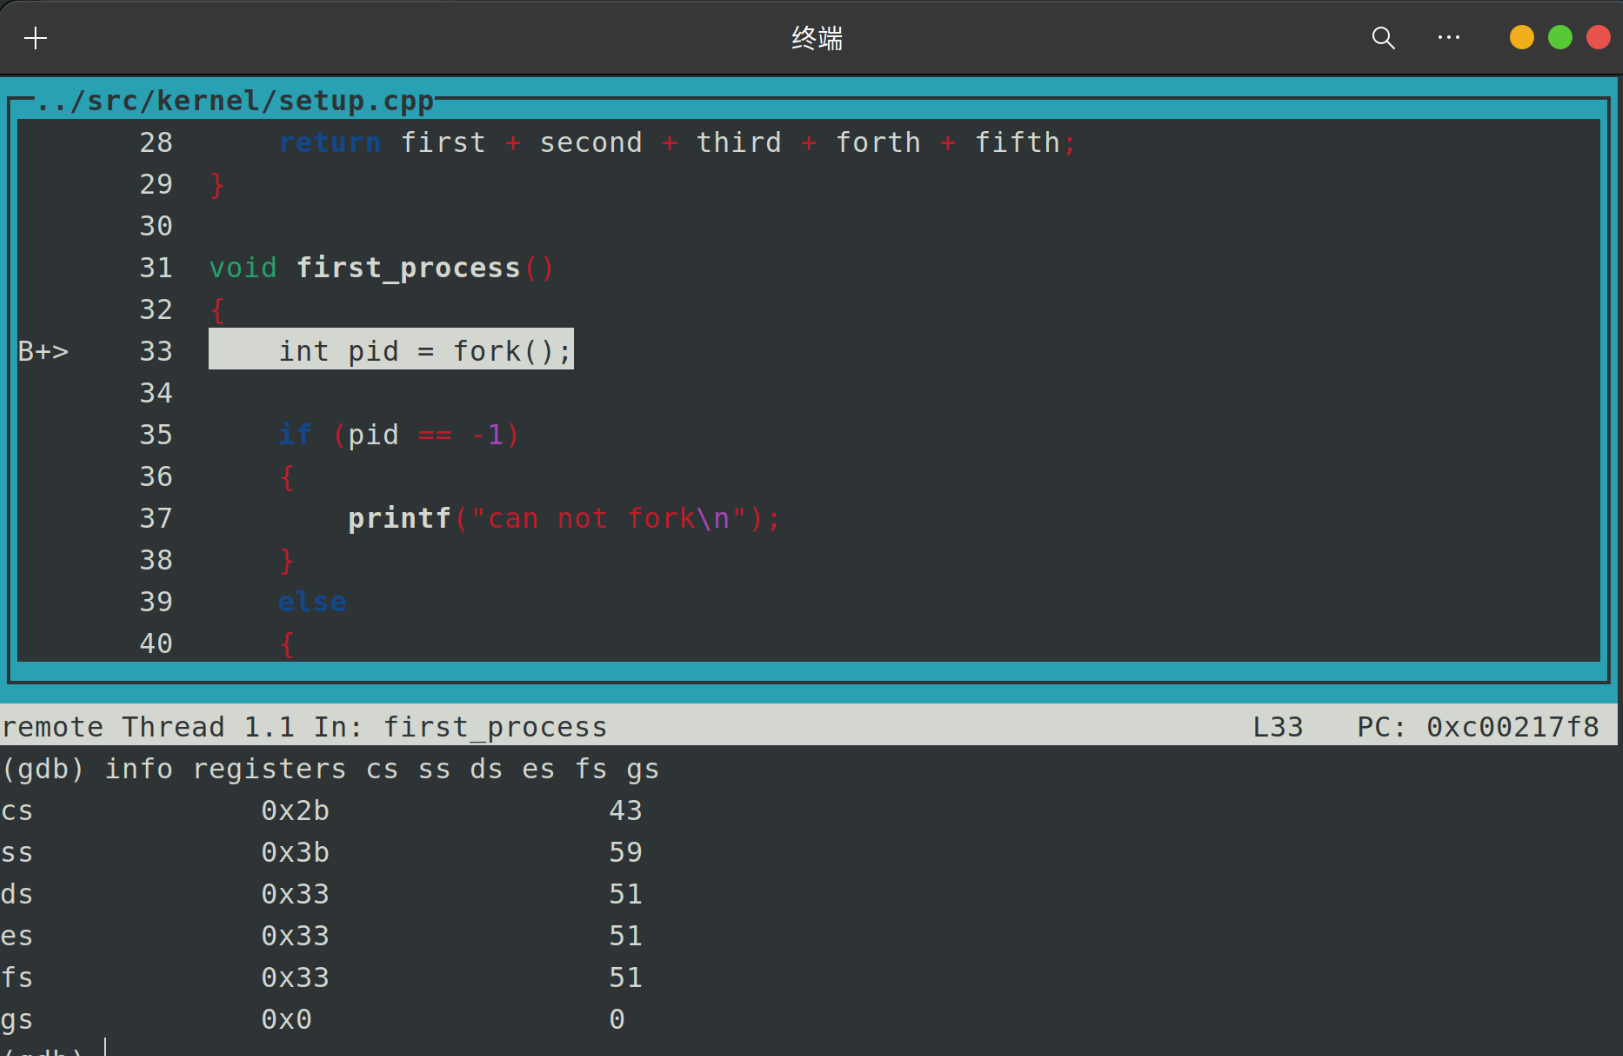 终端
../src/kernel/setup.cpp
28 return first + second + third + forth + fifth;
29 }
30
31 void first_process()
32 {
B+> 33 int pid = fork();
34
35 if (pid == -1)
36 {
37 printf("can not fork\n");
38 }
39 else
40 {
remote Thread 1.1 In: first_process L33 PC: 0xc00217f8
(gdb) info registers cs ss ds es fs gs
cs 0x2b 43
ss 0x3b 59
ds 0x33 51
es 0x33 51
fs 0x33 51
gs 0x0 0
(gdb)